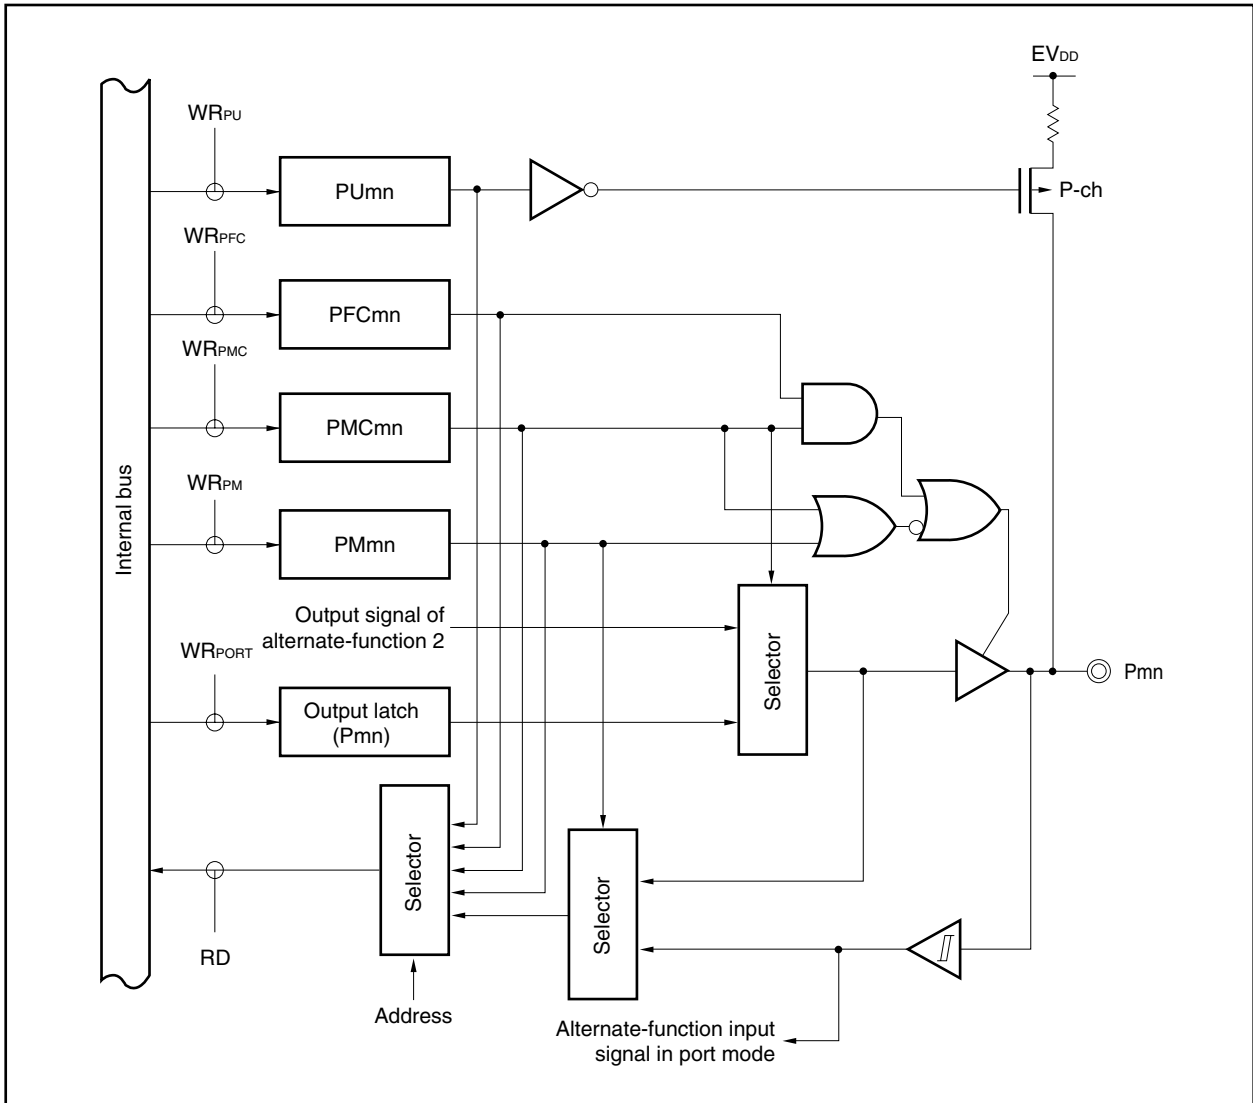 EVDD
WRPU
PUmn
P-ch
WRPFC
PFCmn
WRPMC
PMCmn
WRPM
PMmn
Internal bus
Output signal of
alternate-function 2
WRPORT
Output latch
(Pmn)
Selector
Pmn
Selector
Selector
RD
Address
Alternate-function input
signal in port mode